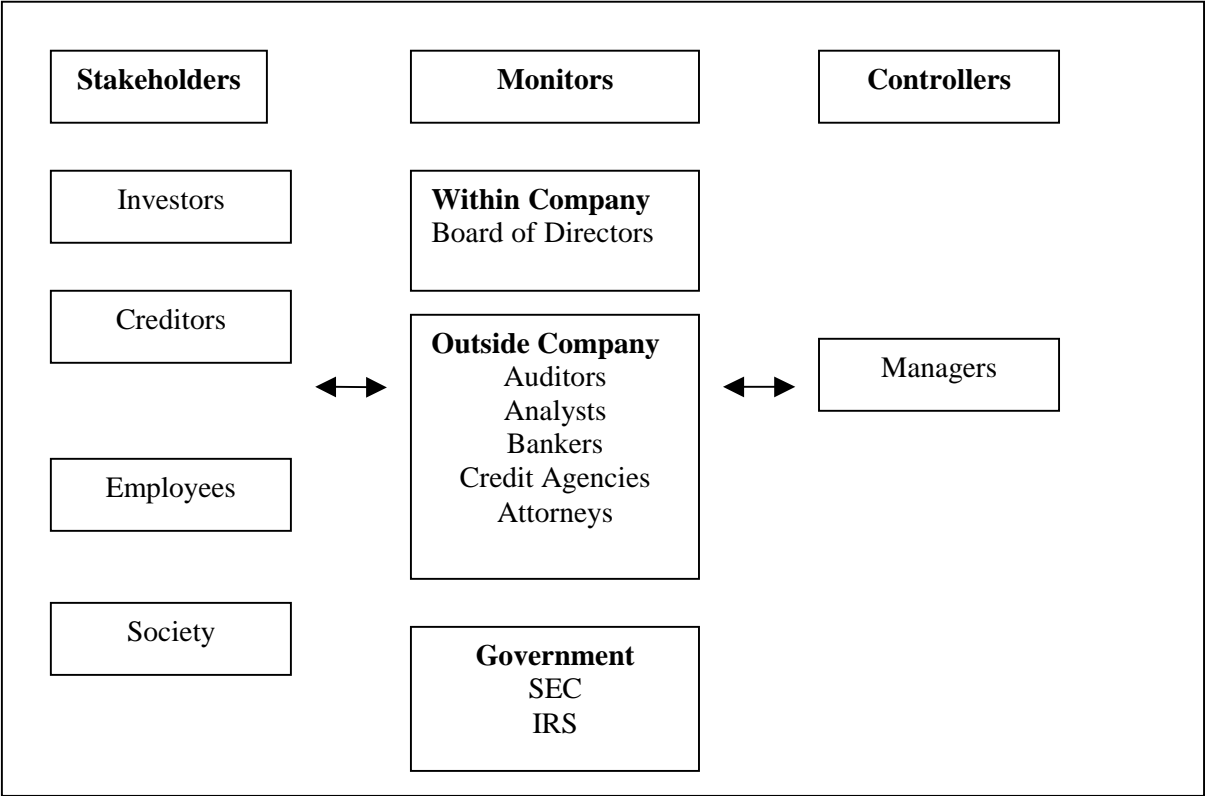 Stakeholders
Monitors
Controllers
Investors
Creditors
Employees
Society
Within Company
Board of Directors
Outside Company
Auditors
Analysts
Bankers
Credit Agencies
Attorneys
Government
SEC
IRS
Managers